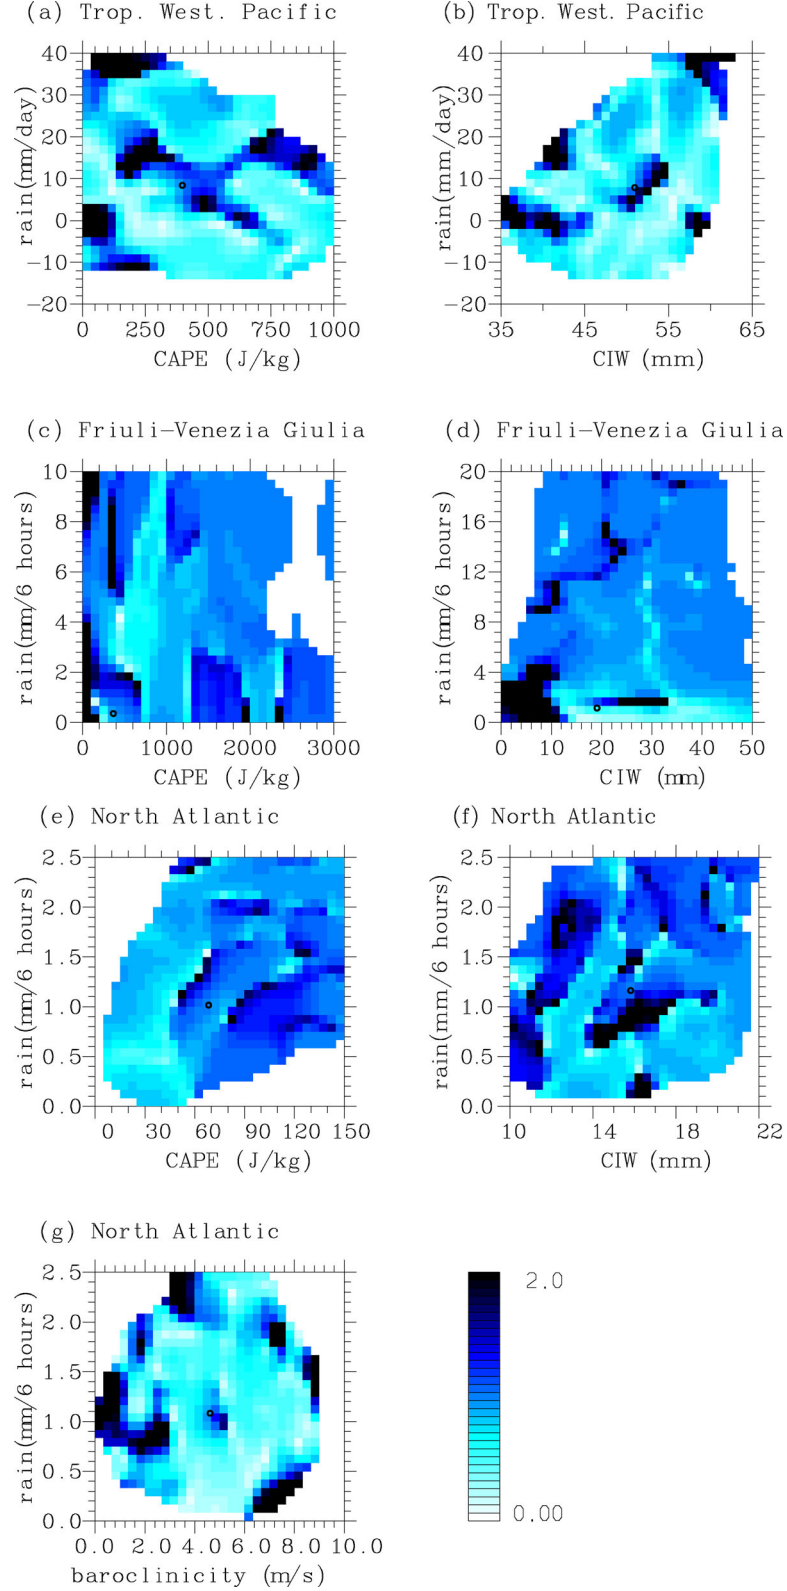 (a) Trop. West. Pacific
(b) Trop. West. Pacific
rain(mm/day)
40
30
20
10
0
−10
−20
0 250 500 750 1000
CAPE (J/kg)
rain(mm/day)
40
30
20
10
0
−10
−20
35 45 55 65
CIW (mm)
(c) Friuli−Venezia Giulia
(d) Friuli−Venezia Giulia
rain(mm/6 hours)
10
8
6
4
2
0
0 1000 2000 3000
CAPE (J/kg)
rain(mm/6 hours)
20
16
12
8
4
0
0 10 20 30 40 50
CIW (mm)
(e) North Atlantic
(f) North Atlantic
rain(mm/6 hours)
2.5
2.0
1.5
1.0
0.5
0.0
0 30 60 90 120 150
CAPE (J/kg)
rain(mm/6 hours)
2.5
2.0
1.5
1.0
0.5
0.0
10 14 18 22
CIW (mm)
(g) North Atlantic
rain(mm/6 hours)
2.5
2.0
1.5
1.0
0.5
0.0
0.0 2.0 4.0 6.0 8.0 10.0
baroclinicity (m/s)
2.0
0.00